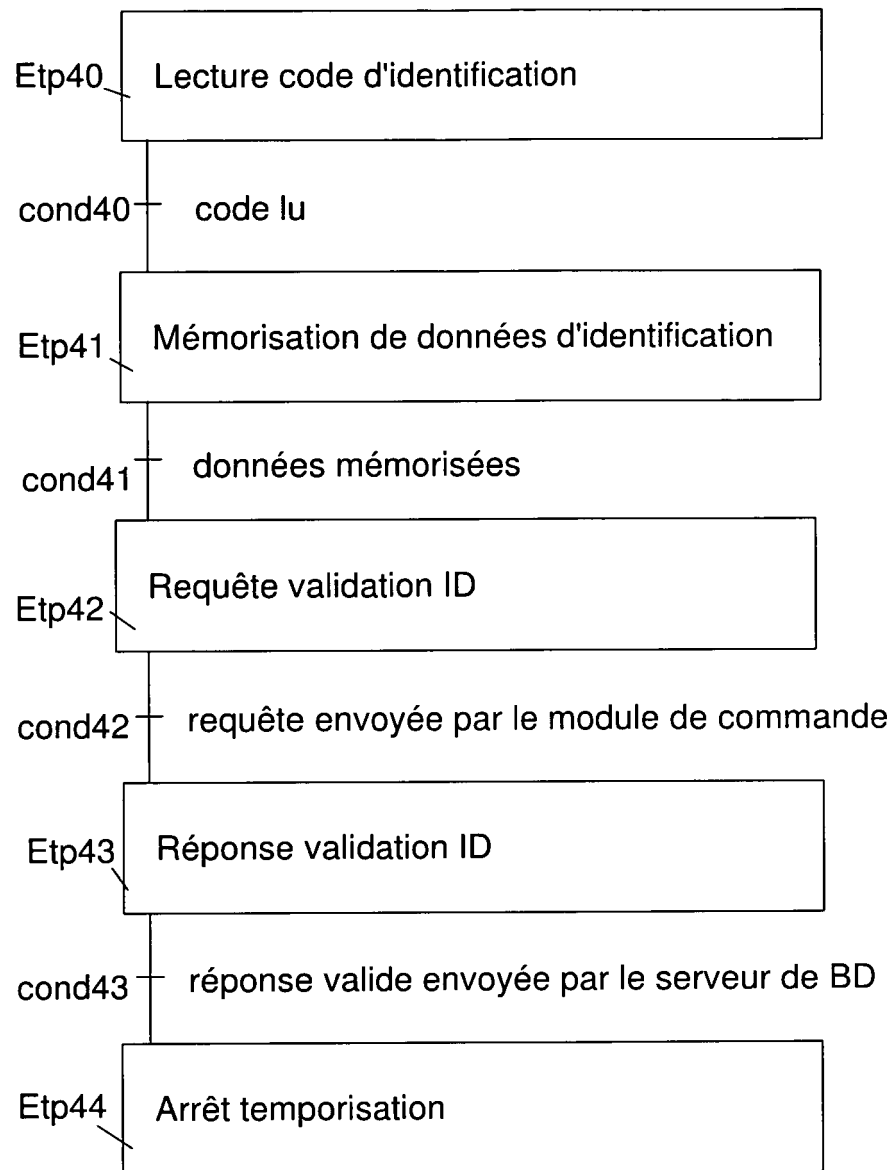 Etp40 Lecture code d'identification
cond40 code lu
Etp41 Mémorisation de données d'identification
cond41 données mémorisées
Etp42 Requête validation ID
cond42 requête envoyée par le module de commande
Etp43 Réponse validation ID
cond43 réponse valide envoyée par le serveur de BD
Etp44 Arrêt temporisation